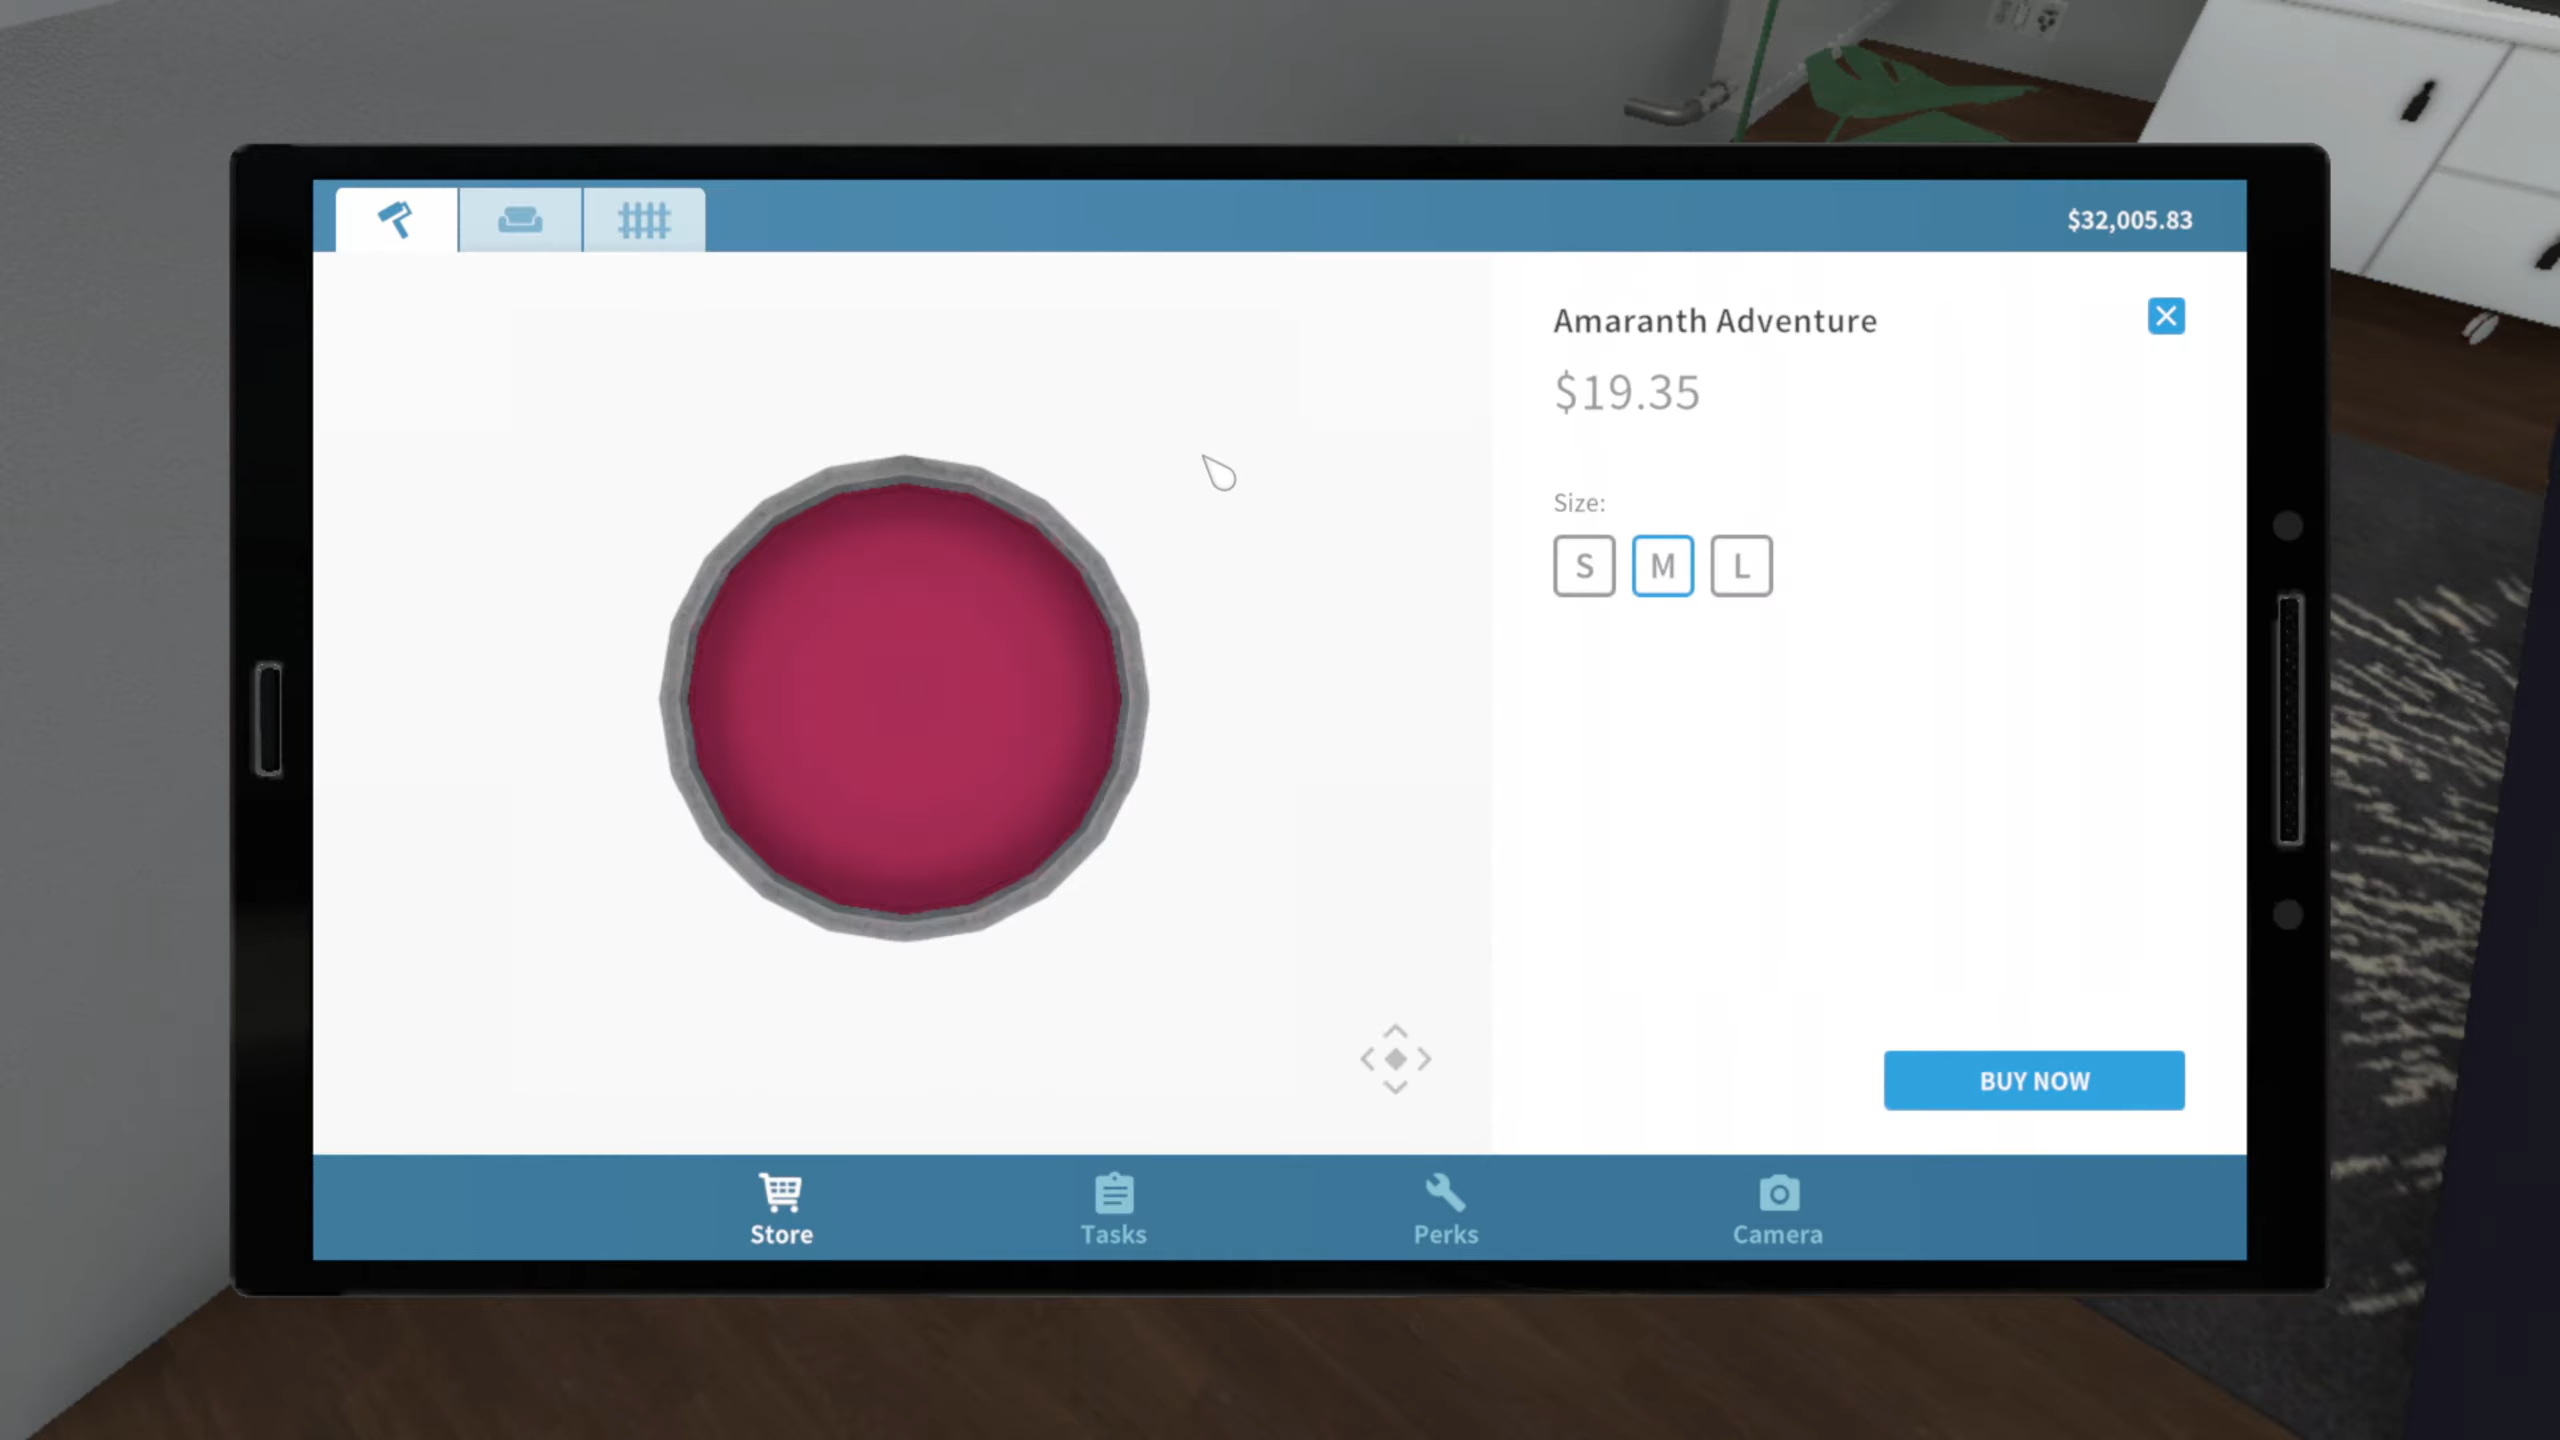 $32,005.83
Amaranth Adventure
$19.35
Size:
S M L
BUY NOW
Store Tasks Perks Camera